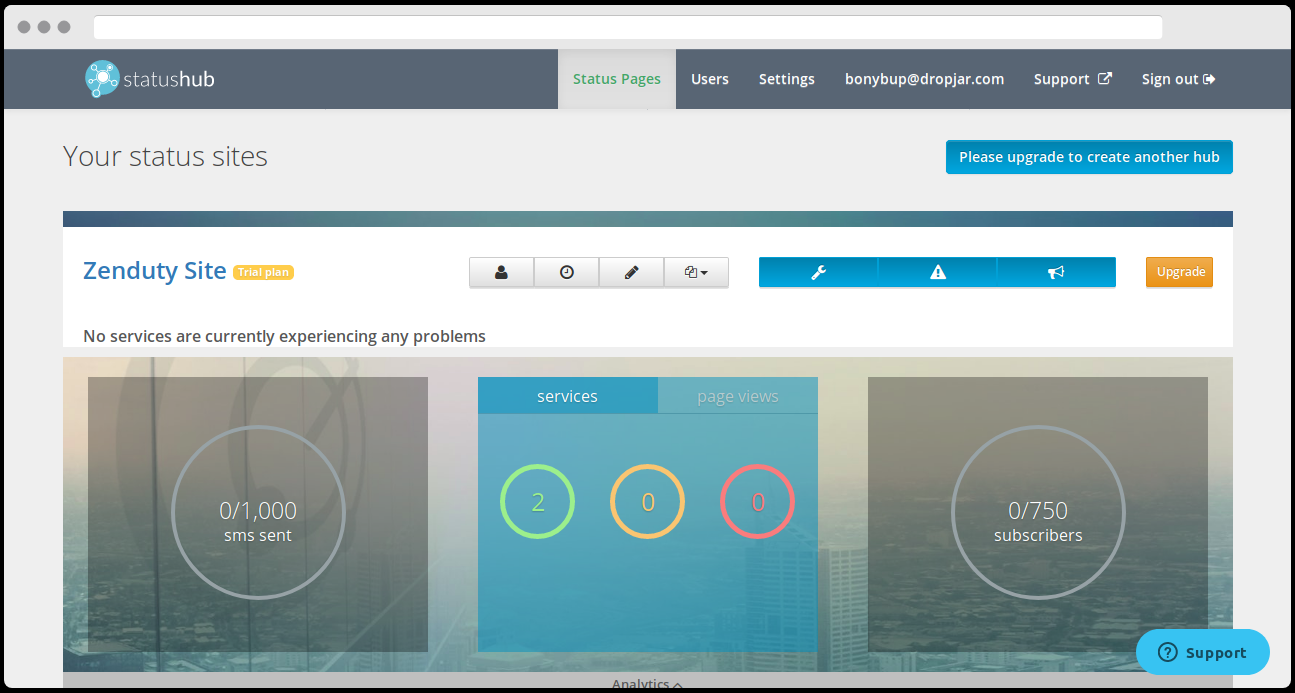 statushub
Status Pages
Users
Settings
bonybup@dropjar.com
Support
Sign out
Your status sites
Please upgrade to create another hub
Zenduty Site
Trial plan
Upgrade
No services are currently experiencing any problems
0/1,000
sms sent
services
page views
2
0
0
0/750
subscribers
Support
Analytics